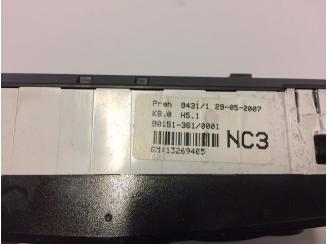 Prah 9431/1 29-05-2007
K8.0 H5.1
90151-361/0001
NC3
GM:13269405